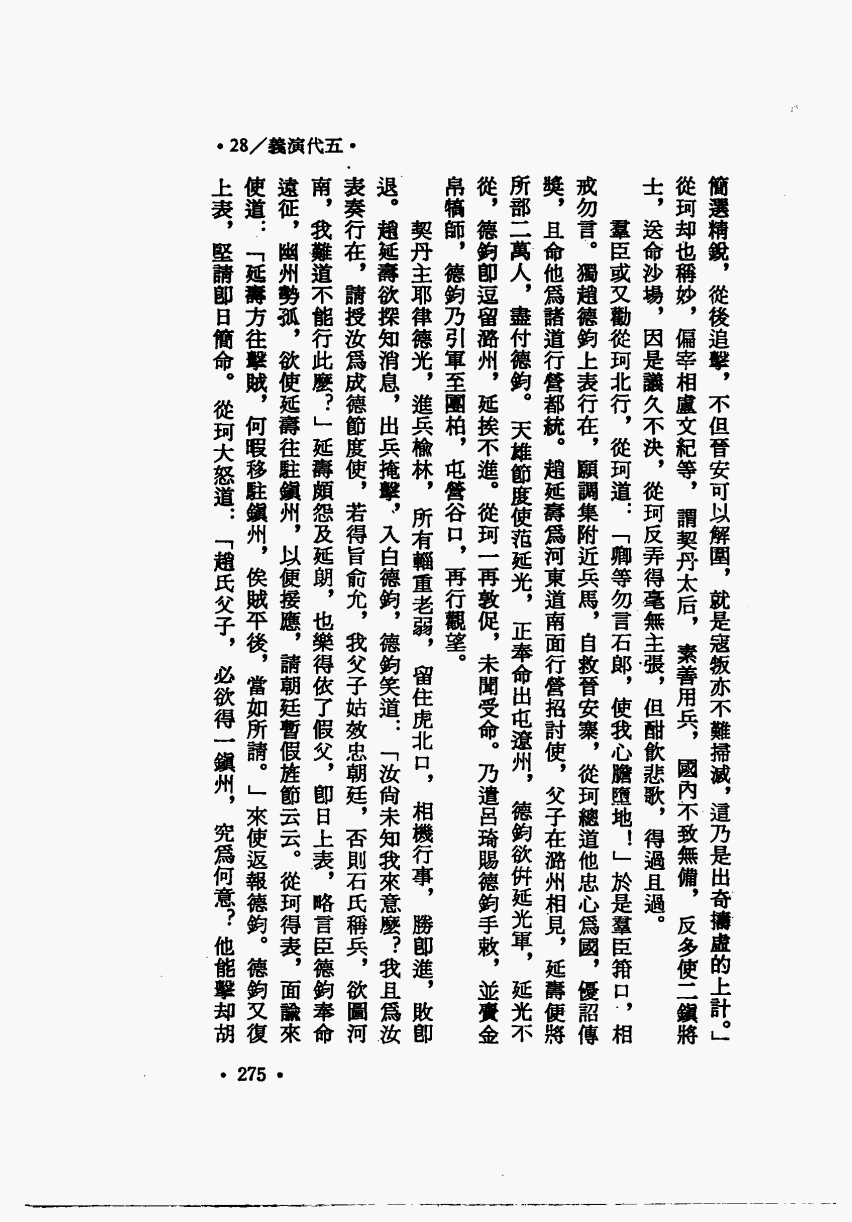 •28／義演代五•
簡選精銳，從後追擊，不但晉安可以解圍，就是寇叛亦不難掃滅，這乃是出奇擣虛的上計。」
從珂却也稱妙，偏宰相盧文紀等，謂契丹太后，素善用兵，國內不致無備，反多使二鎭將
士，送命沙場，因是議久不決，從珂反弄得毫無主張，但酣飲悲歌，得過且過。
羣臣或又勸從珂北行，從珂道：「卿等勿言石郎，使我心膽墮地！」於是羣臣箝口，相
戒勿言。獨趙德鈞上表行在，願調集附近兵馬，自救晉安寨，從珂總道他忠心爲國，優詔傳
獎，且命他爲諸道行營都統。趙延壽爲河東道南面行營招討使，父子在潞州相見，延壽便將
所部二萬人，盡付德鈞。天雄節度使范延光，正奉命出屯遼州，德鈞欲倂延光軍，延光不
從，德鈞卽逗留潞州，延挨不進。從珂一再敦促，未聞受命。乃遣呂琦賜德鈞手敕，並賫金
帛犒師，德鈞乃引軍至團柏，屯營谷口，再行觀望。
契丹主耶律德光，進兵楡林，所有輜重老弱，留住虎北口，相機行事，勝卽進，敗卽
退。趙延壽欲探知消息，出兵掩擊，入白德鈞，德鈞笑道：「汝尙未知我來意麼？我且爲汝
表奏行在，請授汝爲成德節度使，若得旨俞允，我父子姑效忠朝廷，否則石氏稱兵，欲圖河
南，我難道不能行此麼？」延壽頗怨及延朗，也樂得依了假父，卽日上表，略言臣德鈞奉命
遠征，幽州勢孤，欲使延壽往駐鎭州，以便接應，請朝廷暫假旌節云云。從珂得表，面諭來
使道：「延壽方往擊賊，何暇移駐鎭州，俟賊平後，當如所請。」來使返報德鈞。德鈞又復
上表，堅請卽日簡命。從珂大怒道：「趙氏父子，必欲得一鎭州，究爲何意？他能擊却胡
•275•